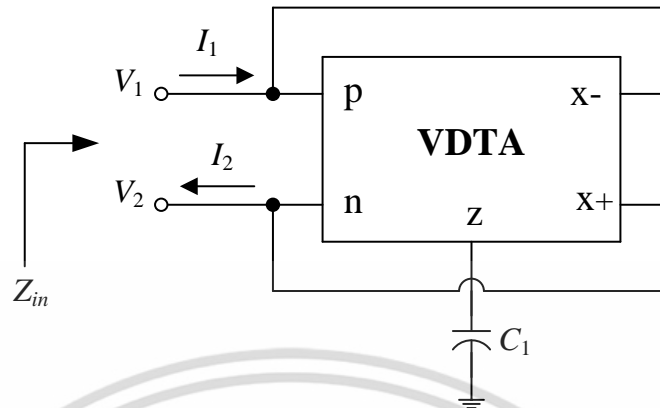 I₁
V₁
p
x-
VDTA
I₂
V₂
n
z
x+
Zᵢₙ
C₁